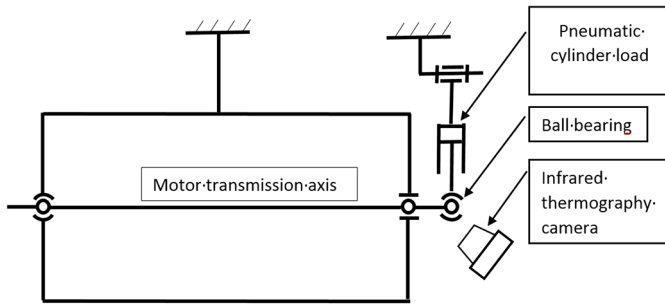 Pneumatic·
cylinder·load
Ball·bearing
Motor·transmission·axis
Infrared·
thermography·
camera